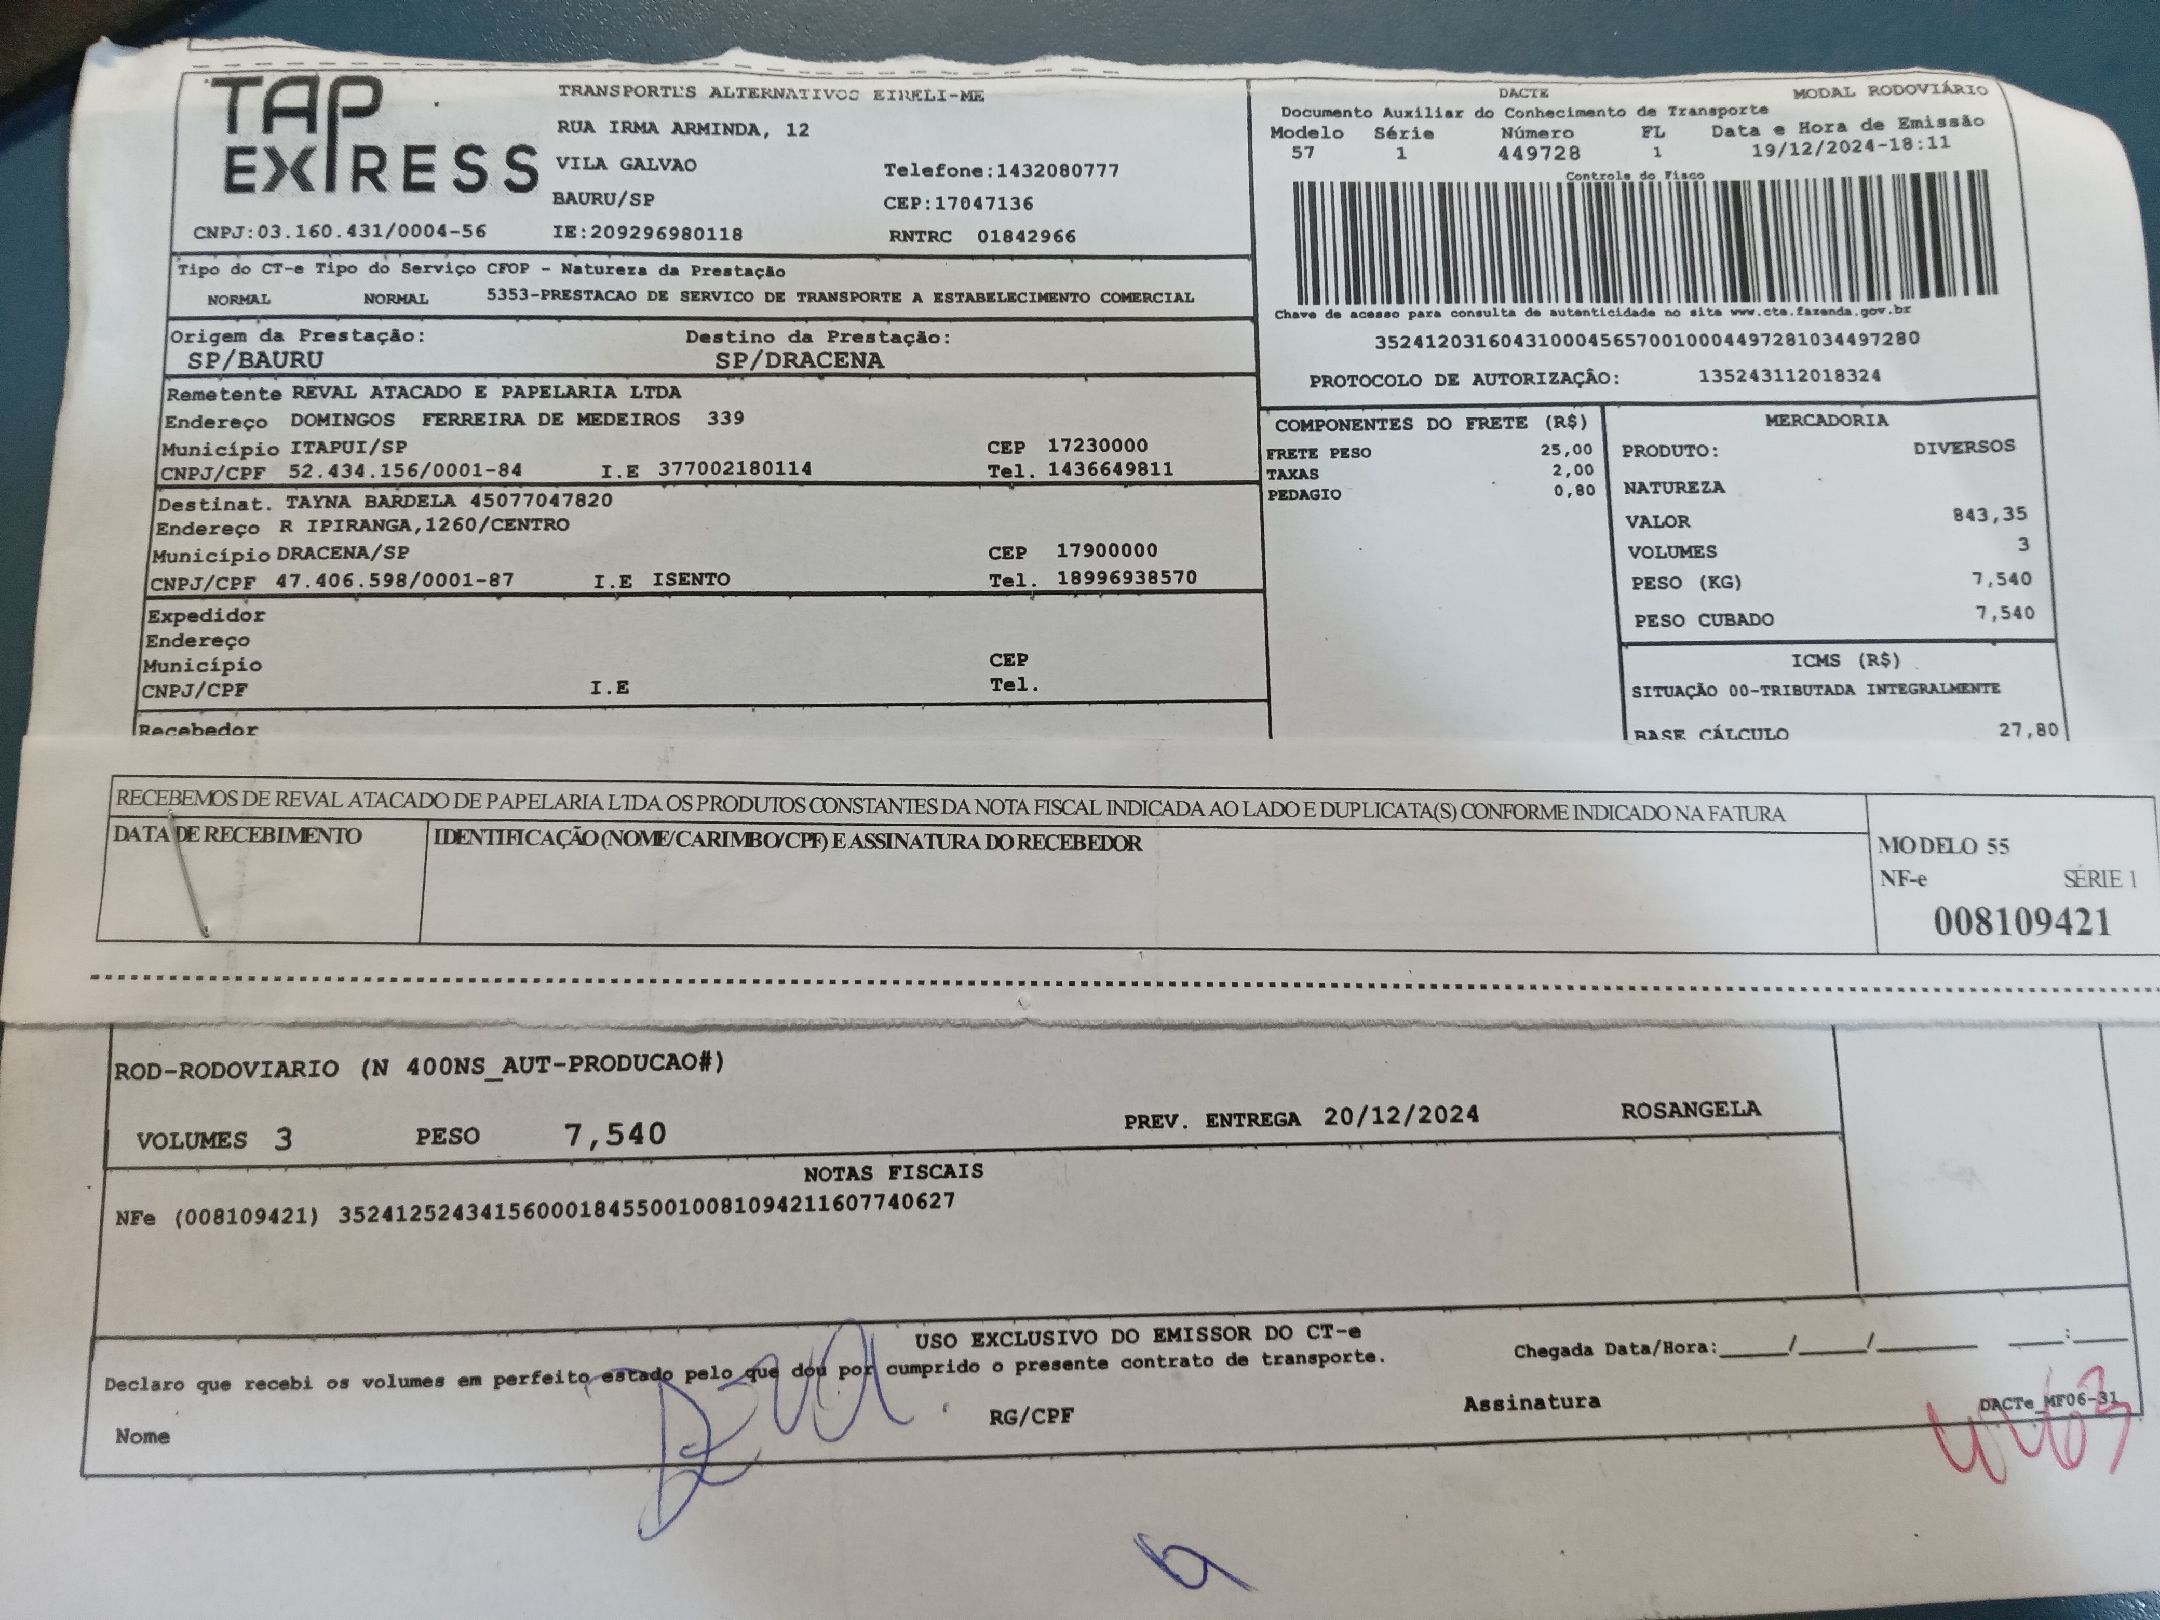 TAP EXPRESS
TRANSPORTES ALTERNATIVOS EIRELI-ME
RUA IRMA ARMINDA, 12
VILA GALVAO Telefone:1432080777
BAURU/SP CEP:17047136
CNPJ:03.160.431/0004-56 IE:209296980118 RNTRC 01842966
DACTE MODAL RODOVIÁRIO
Documento Auxiliar do Conhecimento de Transporte
Modelo Série Número FL Data e Hora de Emissão
57 1 449728 1 19/12/2024-18:11
Controle do Fisco
Chave de acesso para consulta de autenticidade no site www.cte.fazenda.gov.br
35241203160431000456570010004497281034497280
PROTOCOLO DE AUTORIZAÇÃO: 135243112018324
Tipo do CT-e Tipo do Serviço CFOP - Natureza da Prestação
NORMAL NORMAL 5353-PRESTACAO DE SERVICO DE TRANSPORTE A ESTABELECIMENTO COMERCIAL
Origem da Prestação: Destino da Prestação:
SP/BAURU SP/DRACENA
Remetente REVAL ATACADO E PAPELARIA LTDA
Endereço DOMINGOS FERREIRA DE MEDEIROS 339
Município ITAPUI/SP CEP 17230000
CNPJ/CPF 52.434.156/0001-84 I.E 377002180114 Tel. 1436649811
Destinat. TAYNA BARDELA 45077047820
Endereço R IPIRANGA,1260/CENTRO
Município DRACENA/SP CEP 17900000
CNPJ/CPF 47.406.598/0001-87 I.E ISENTO Tel. 18996938570
Expedidor
Endereço
Município CEP
CNPJ/CPF I.E Tel.
Recebedor
COMPONENTES DO FRETE (R$)
FRETE PESO 25,00
TAXAS 2,00
PEDAGIO 0,80
MERCADORIA
PRODUTO: DIVERSOS
NATUREZA
VALOR 843,35
VOLUMES 3
PESO (KG) 7,540
PESO CUBADO 7,540
ICMS (R$)
SITUAÇÃO 00-TRIBUTADA INTEGRALMENTE
BASE CÁLCULO 27,80
RECEBEMOS DE REVAL ATACADO DE PAPELARIA LTDA OS PRODUTOS CONSTANTES DA NOTA FISCAL INDICADA AO LADO E DUPLICATA(S) CONFORME INDICADO NA FATURA
DATA DE RECEBIMENTO IDENTIFICAÇÃO (NOME/CARIMBO/CPF) E ASSINATURA DO RECEBEDOR
MODELO 55
NF-e SÉRIE 1
008109421
ROD-RODOVIARIO (N 400NS_AUT-PRODUCAO#)
VOLUMES 3 PESO 7,540 PREV. ENTREGA 20/12/2024 ROSANGELA
NOTAS FISCAIS
NFe (008109421) 35241252434156000184550010081094211607740627
USO EXCLUSIVO DO EMISSOR DO CT-e
Declaro que recebi os volumes em perfeito estado pelo que dou por cumprido o presente contrato de transporte.
Chegada Data/Hora:____/____/______ ____:____
Nome RG/CPF Assinatura DACTe_MF06-31